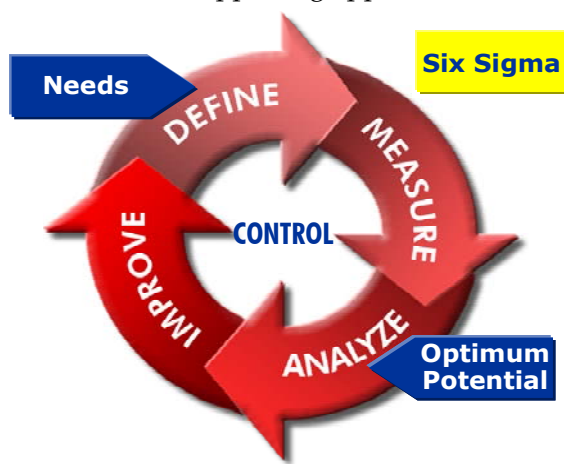 Needs
Six Sigma
DEFINE
MEASURE
CONTROL
IMPROVE
ANALYZE
Optimum
Potential